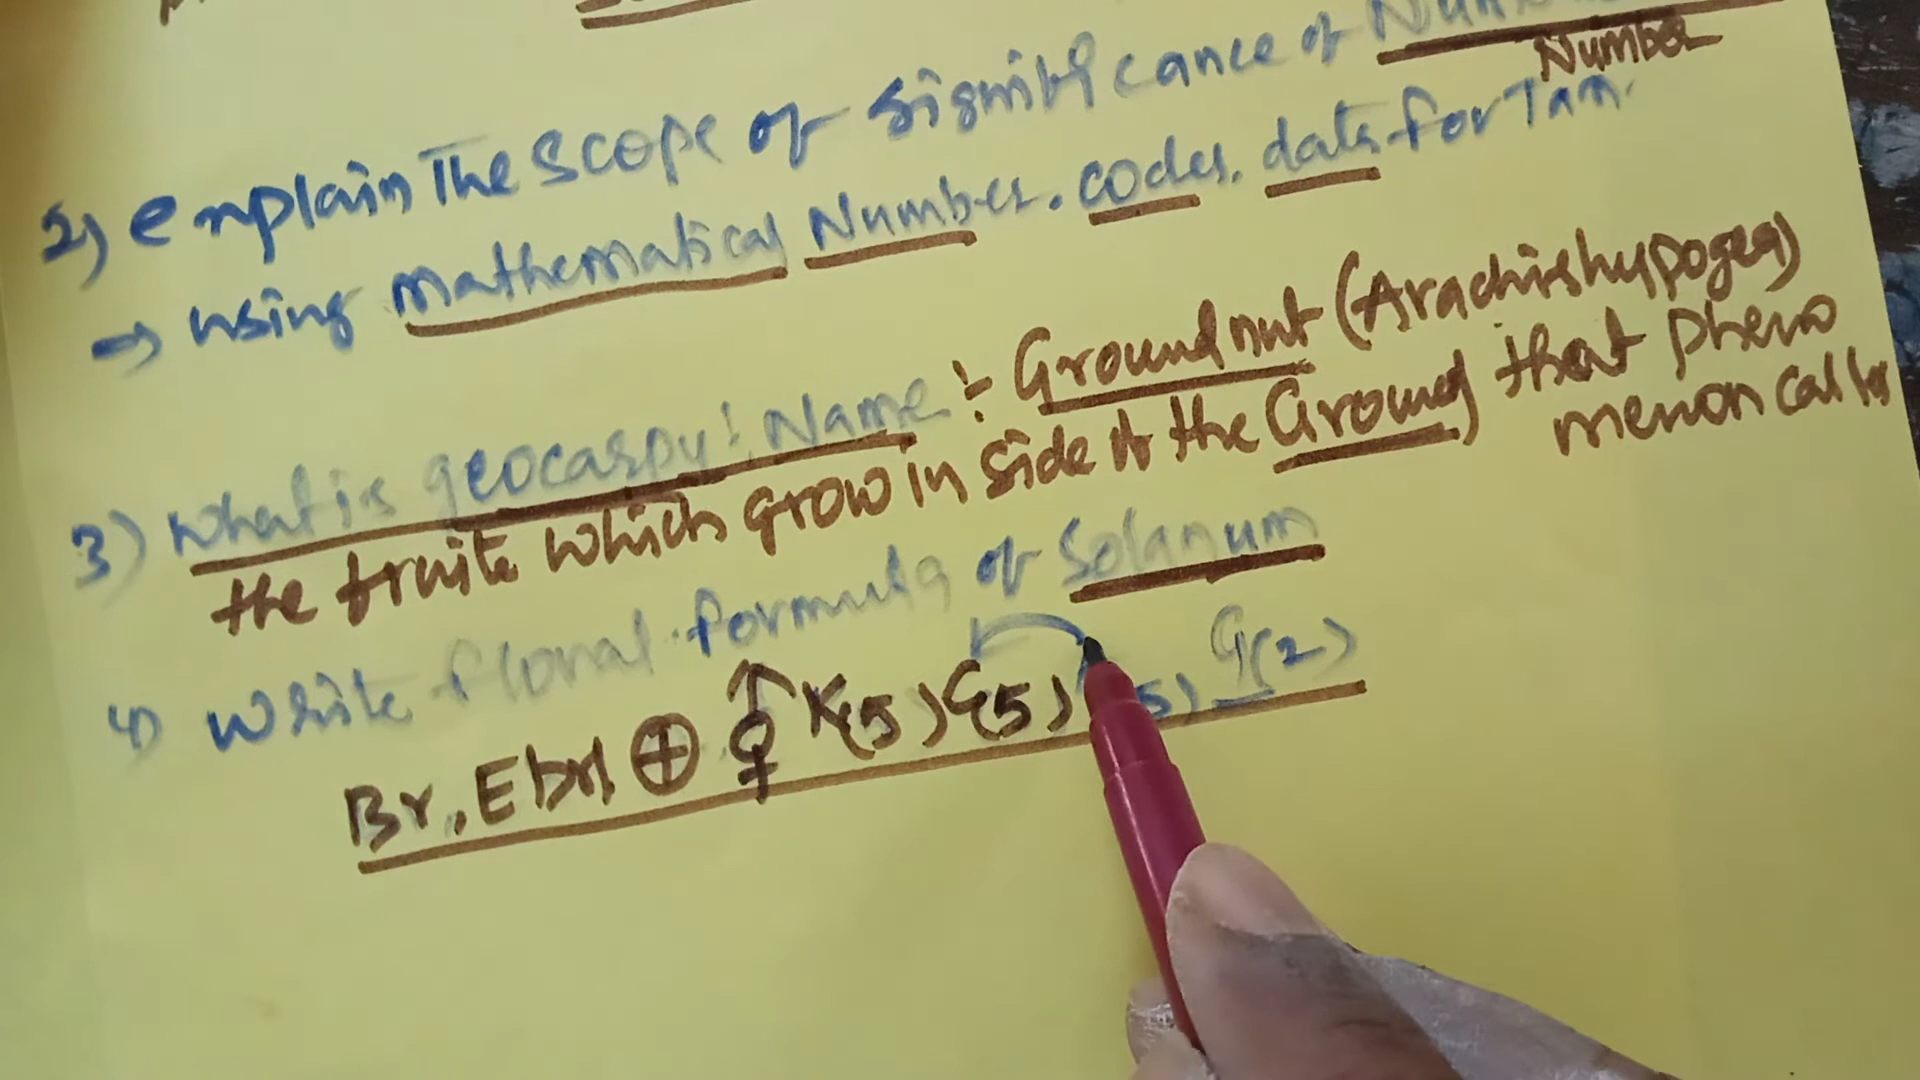 2) explain The scope of significance of
Number
→ using mathematical Number. codes. data for Tax.
3) what is geocarpy! Name :- Groundnut (Arachishypogea)
the fruits which grow in side of the Ground that pheno
menon called
4) write floral formula of Solanum
Br, Ebrl ⊕ K(5) C(5) 5) G(2)